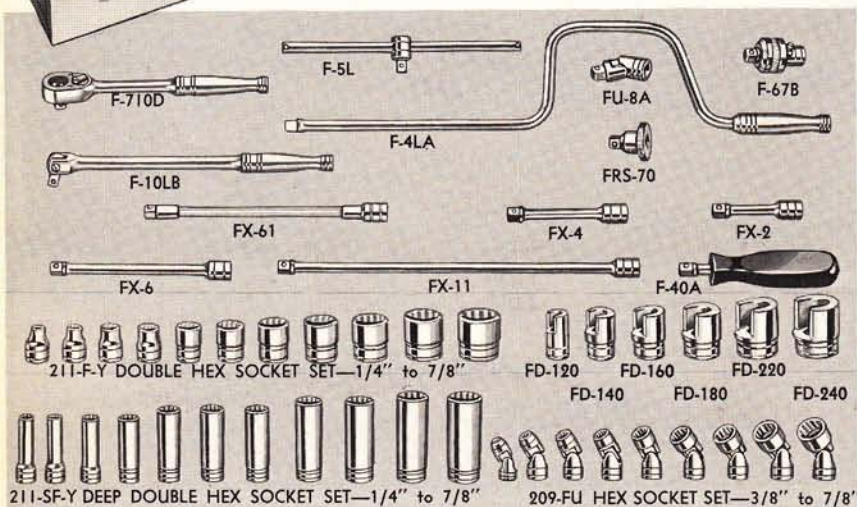 F-5L
F-710D
FU-8A
F-67B
F-4LA
F-10LB
FRS-70
FX-61
FX-4
FX-2
FX-6
FX-11
F-40A
211-F-Y DOUBLE HEX SOCKET SET—1/4" to 7/8"
FD-120
FD-160
FD-220
FD-140
FD-180
FD-240
211-SF-Y DEEP DOUBLE HEX SOCKET SET—1/4" to 7/8"
209-FU HEX SOCKET SET—3/8" to 7/8"